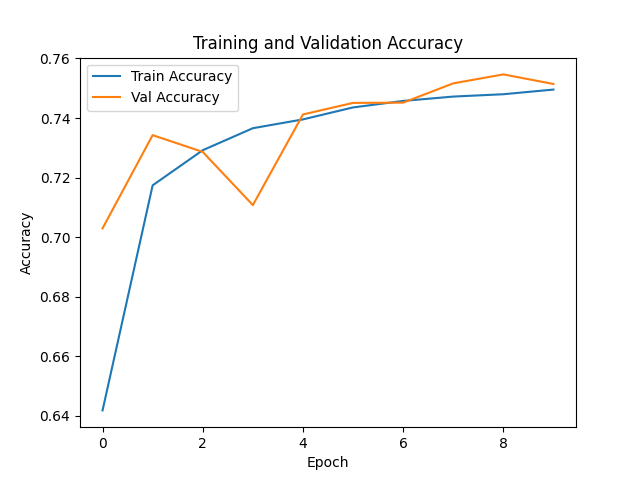 Training and Validation Accuracy
Train Accuracy
Val Accuracy
0.76
0.74
0.72
0.70
0.68
0.66
0.64
Accuracy
0 2 4 6 8
Epoch